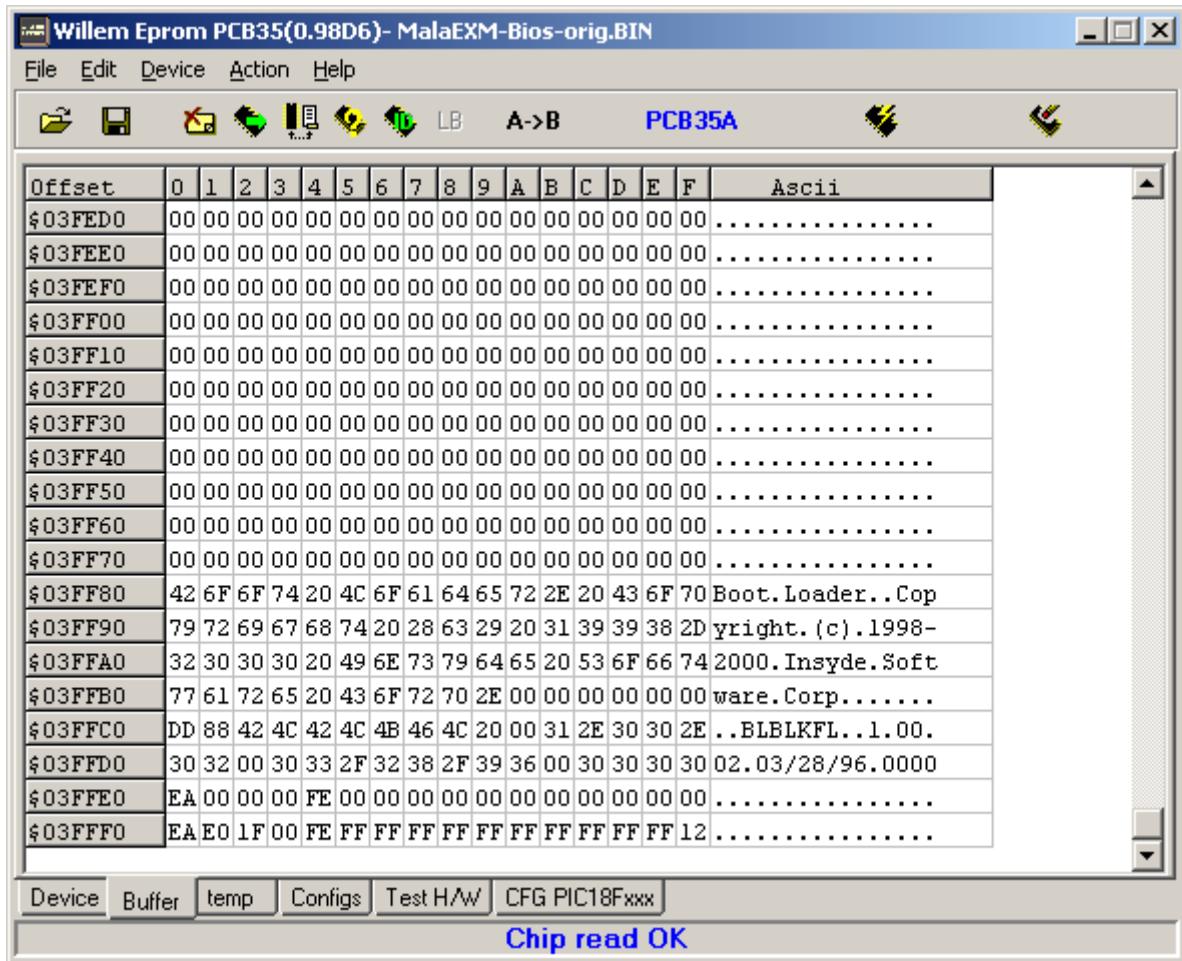 Willem Eprom PCB35(0.98D6)- MalaEXM-Bios-orig.BIN
File Edit Device Action Help
LB A->B PCB35A
Offset 0 1 2 3 4 5 6 7 8 9 A B C D E F Ascii
$03FED0 00 00 00 00 00 00 00 00 00 00 00 00 00 00 00 00 ................
$03FEE0 00 00 00 00 00 00 00 00 00 00 00 00 00 00 00 00 ................
$03FEF0 00 00 00 00 00 00 00 00 00 00 00 00 00 00 00 00 ................
$03FF00 00 00 00 00 00 00 00 00 00 00 00 00 00 00 00 00 ................
$03FF10 00 00 00 00 00 00 00 00 00 00 00 00 00 00 00 00 ................
$03FF20 00 00 00 00 00 00 00 00 00 00 00 00 00 00 00 00 ................
$03FF30 00 00 00 00 00 00 00 00 00 00 00 00 00 00 00 00 ................
$03FF40 00 00 00 00 00 00 00 00 00 00 00 00 00 00 00 00 ................
$03FF50 00 00 00 00 00 00 00 00 00 00 00 00 00 00 00 00 ................
$03FF60 00 00 00 00 00 00 00 00 00 00 00 00 00 00 00 00 ................
$03FF70 00 00 00 00 00 00 00 00 00 00 00 00 00 00 00 00 ................
$03FF80 42 6F 6F 74 20 4C 6F 61 64 65 72 2E 20 43 6F 70 Boot.Loader..Cop
$03FF90 79 72 69 67 68 74 20 28 63 29 20 31 39 39 38 2D yright.(c).1998-
$03FFA0 32 30 30 30 20 49 6E 73 79 64 65 20 53 6F 66 74 2000.Insyde.Soft
$03FFB0 77 61 72 65 20 43 6F 72 70 2E 00 00 00 00 00 00 ware.Corp.......
$03FFC0 DD 88 42 4C 42 4C 4B 46 4C 20 00 31 2E 30 30 2E ..BLBLKFL..1.00.
$03FFD0 30 32 00 30 33 2F 32 38 2F 39 36 00 30 30 30 30 02.03/28/96.0000
$03FFE0 EA 00 00 00 FE 00 00 00 00 00 00 00 00 00 00 00 ................
$03FFF0 EA E0 1F 00 FE FF FF FF FF FF FF FF FF FF FF 12 ................
Device Buffer temp Configs Test H/W CFG PIC18Fxxx
Chip read OK